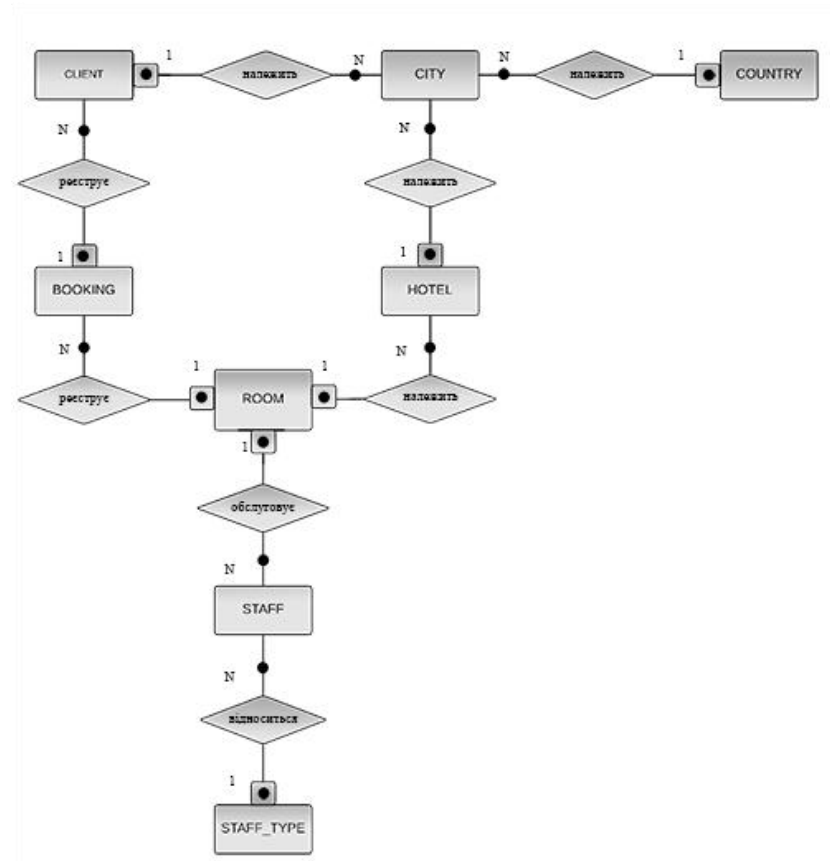 1 N N 1
CLIENT належить CITY належить COUNTRY
N N
реєструє належить
1 1
BOOKING HOTEL
N N
1 1
реєструє ROOM належить
1
обслуговує
N
STAFF
N
відноситься
1
STAFF_TYPE